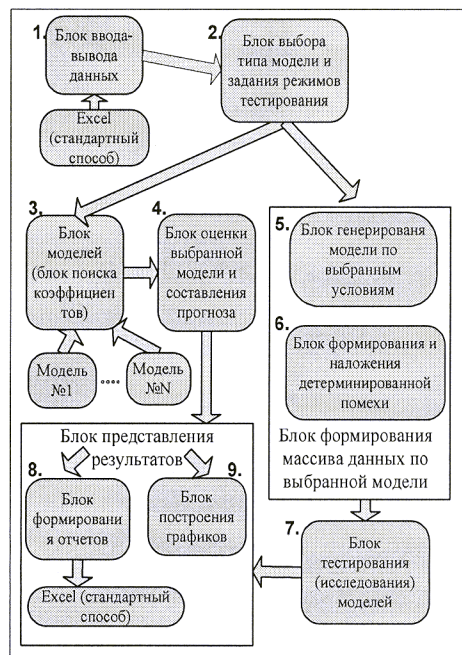 1.
Блок ввода-
вывода
данных
2.
Блок выбора
типа модели и
задания режимов
тестирования
Excel
(стандартный
способ)
3.
Блок
моделей
(блок поиска
коэффициен
тов)
4.
Блок оценки
выбранной
модели и
составления
прогноза
5.
Блок генерированя
модели по
выбранным
условиям
6.
Блок формирования и
наложения
детерминированной
помехи
Блок формирования
массива данных по
выбранной модели
Модель
№1
....
Модель
№N
Блок представления
результатов
8.
Блок
формировани
я отчетов
9.
Блок
построения
графиков
Excel (стандартный
способ)
7.
Блок
тестирования
(исследования)
моделей